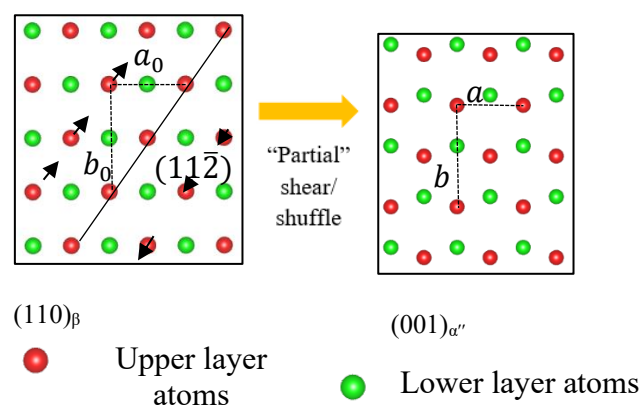 a₀
b₀
(112̄)
“Partial”
shear/
shuffle
a
b
(110)β
(001)α′′
Upper layer
atoms
Lower layer atoms